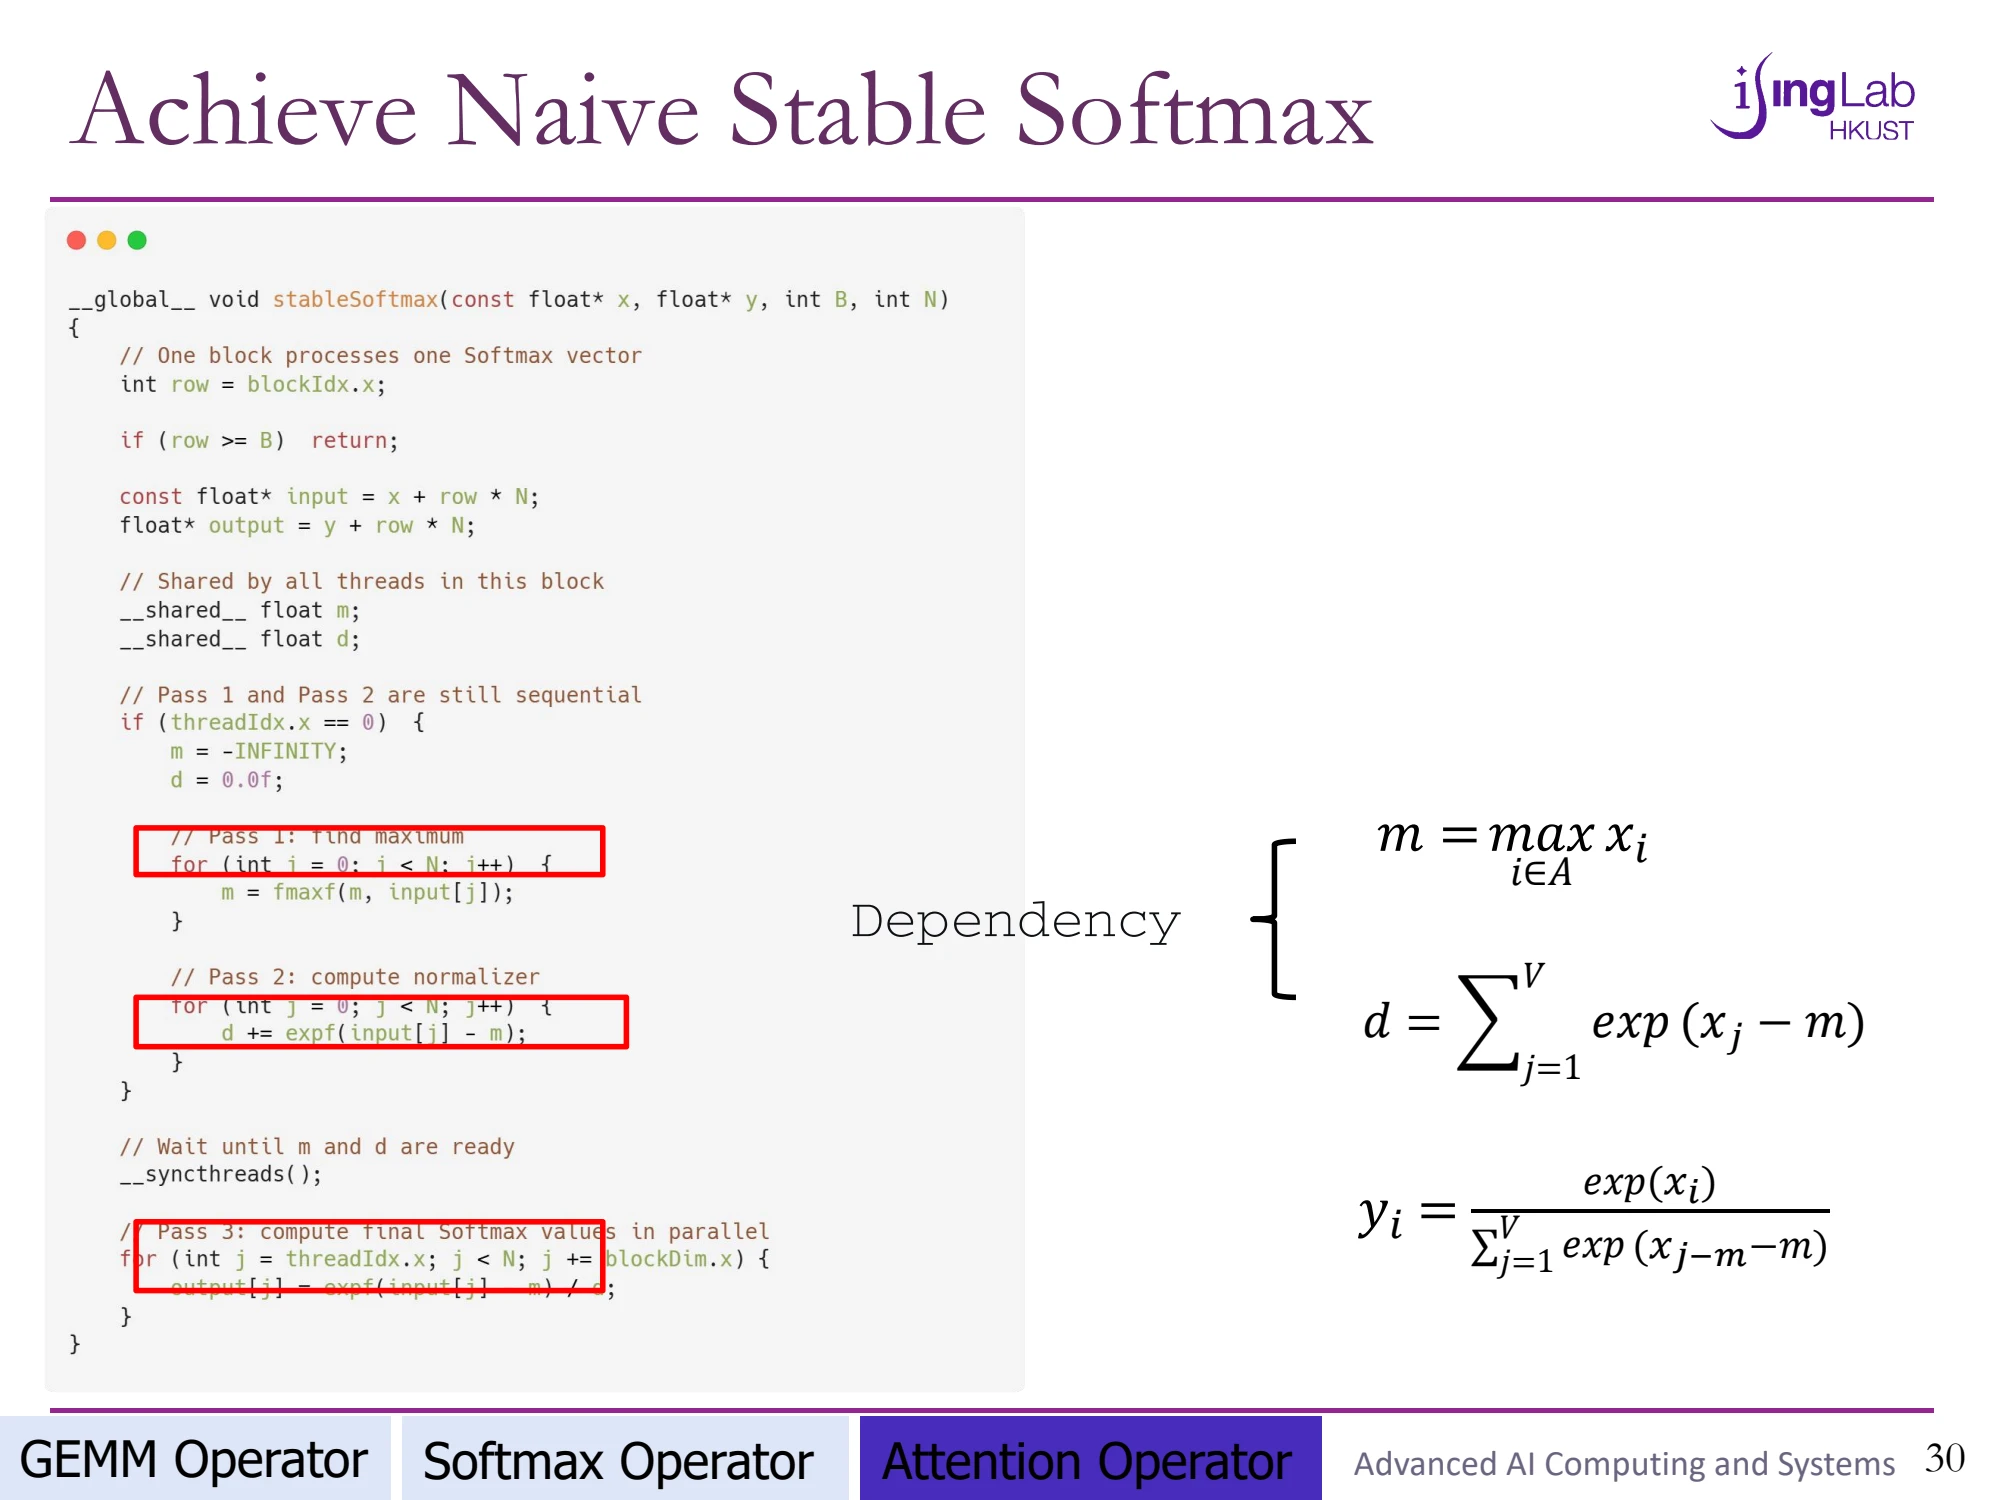 Achieve Naive Stable Softmax
iSingLab
HKUST
__global__ void stableSoftmax(const float* x, float* y, int B, int N)
{
    // One block processes one Softmax vector
    int row = blockIdx.x;
    if (row >= B)  return;
    const float* input = x + row * N;
    float* output = y + row * N;
    // Shared by all threads in this block
    __shared__ float m;
    __shared__ float d;
    // Pass 1 and Pass 2 are still sequential
    if (threadIdx.x == 0)  {
        m = -INFINITY;
        d = 0.0f;
        // Pass 1: find maximum
        for (int j = 0; j < N; j++)  {
            m = fmaxf(m, input[j]);
        }
        // Pass 2: compute normalizer
        for (int j = 0; j < N; j++)  {
            d += expf(input[j] - m);
        }
    }
    // Wait until m and d are ready
    __syncthreads();
    // Pass 3: compute final Softmax values in parallel
    for (int j = threadIdx.x; j < N; j += blockDim.x) {
        output[j] = expf(input[j] - m) / d;
    }
}
Dependency
m = max_{i∈A} x_i
d = ∑_{j=1}^{V} exp (x_j − m)
y_i = exp(x_i) / ∑_{j=1}^{V} exp (x_{j−m}−m)
GEMM Operator
Softmax Operator
Attention Operator
Advanced AI Computing and Systems
30